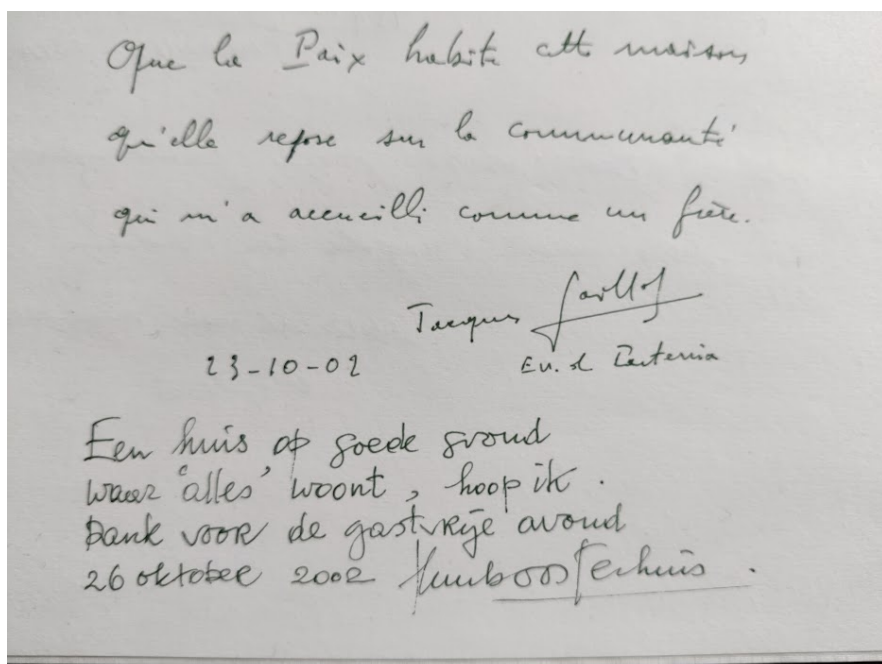 Que la Paix habite cette maison
qu'elle repose sur la communauté
qui m'a accueilli comme un frère.
Jacques Gaillot
23-10-02
Ev. de Partenia
Een huis op goede grond
waar 'alles' woont, hoop ik.
Dank voor de gastvrije avond
26 oktober 2002 Huub Oosterhuis.